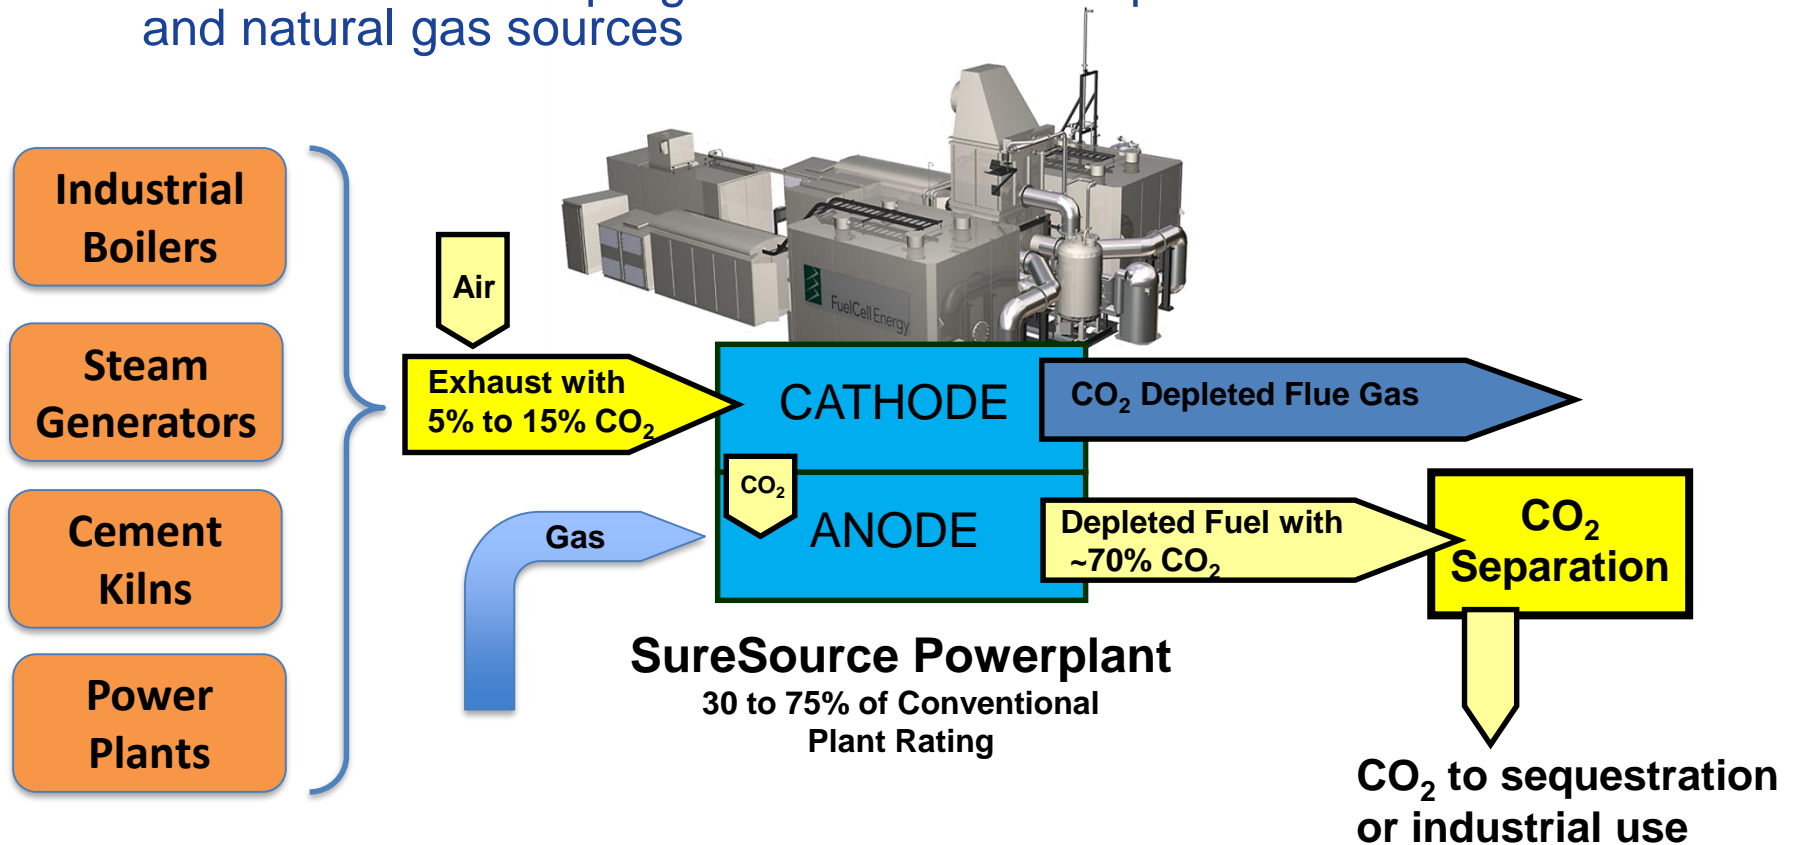 and natural gas sources
Industrial
Boilers
Steam
Generators
Cement
Kilns
Power
Plants
Air
FuelCell Energy
Exhaust with
5% to 15% CO₂
CATHODE
CO₂ Depleted Flue Gas
CO₂
Gas
ANODE
Depleted Fuel with
~70% CO₂
CO₂
Separation
SureSource Powerplant
30 to 75% of Conventional
Plant Rating
CO₂ to sequestration
or industrial use